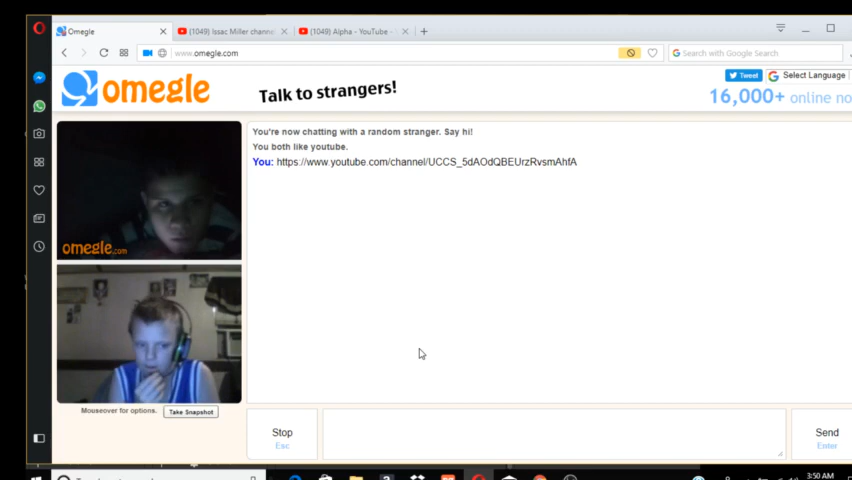 Omegle
(1049) Issac Miller channel
(1049) Alpha - YouTube -
www.omegle.com
Search with Google Search
omegle
Talk to strangers!
Tweet
Select Language
16,000+ online no
You're now chatting with a random stranger. Say hi!
You both like youtube.
You: https://www.youtube.com/channel/UCCS_5dAOdQBEUrzRvsmAhfA
omegle.com
Mouseover for options.
Take Snapshot
Stop
Esc
Send
Enter
3:50 AM